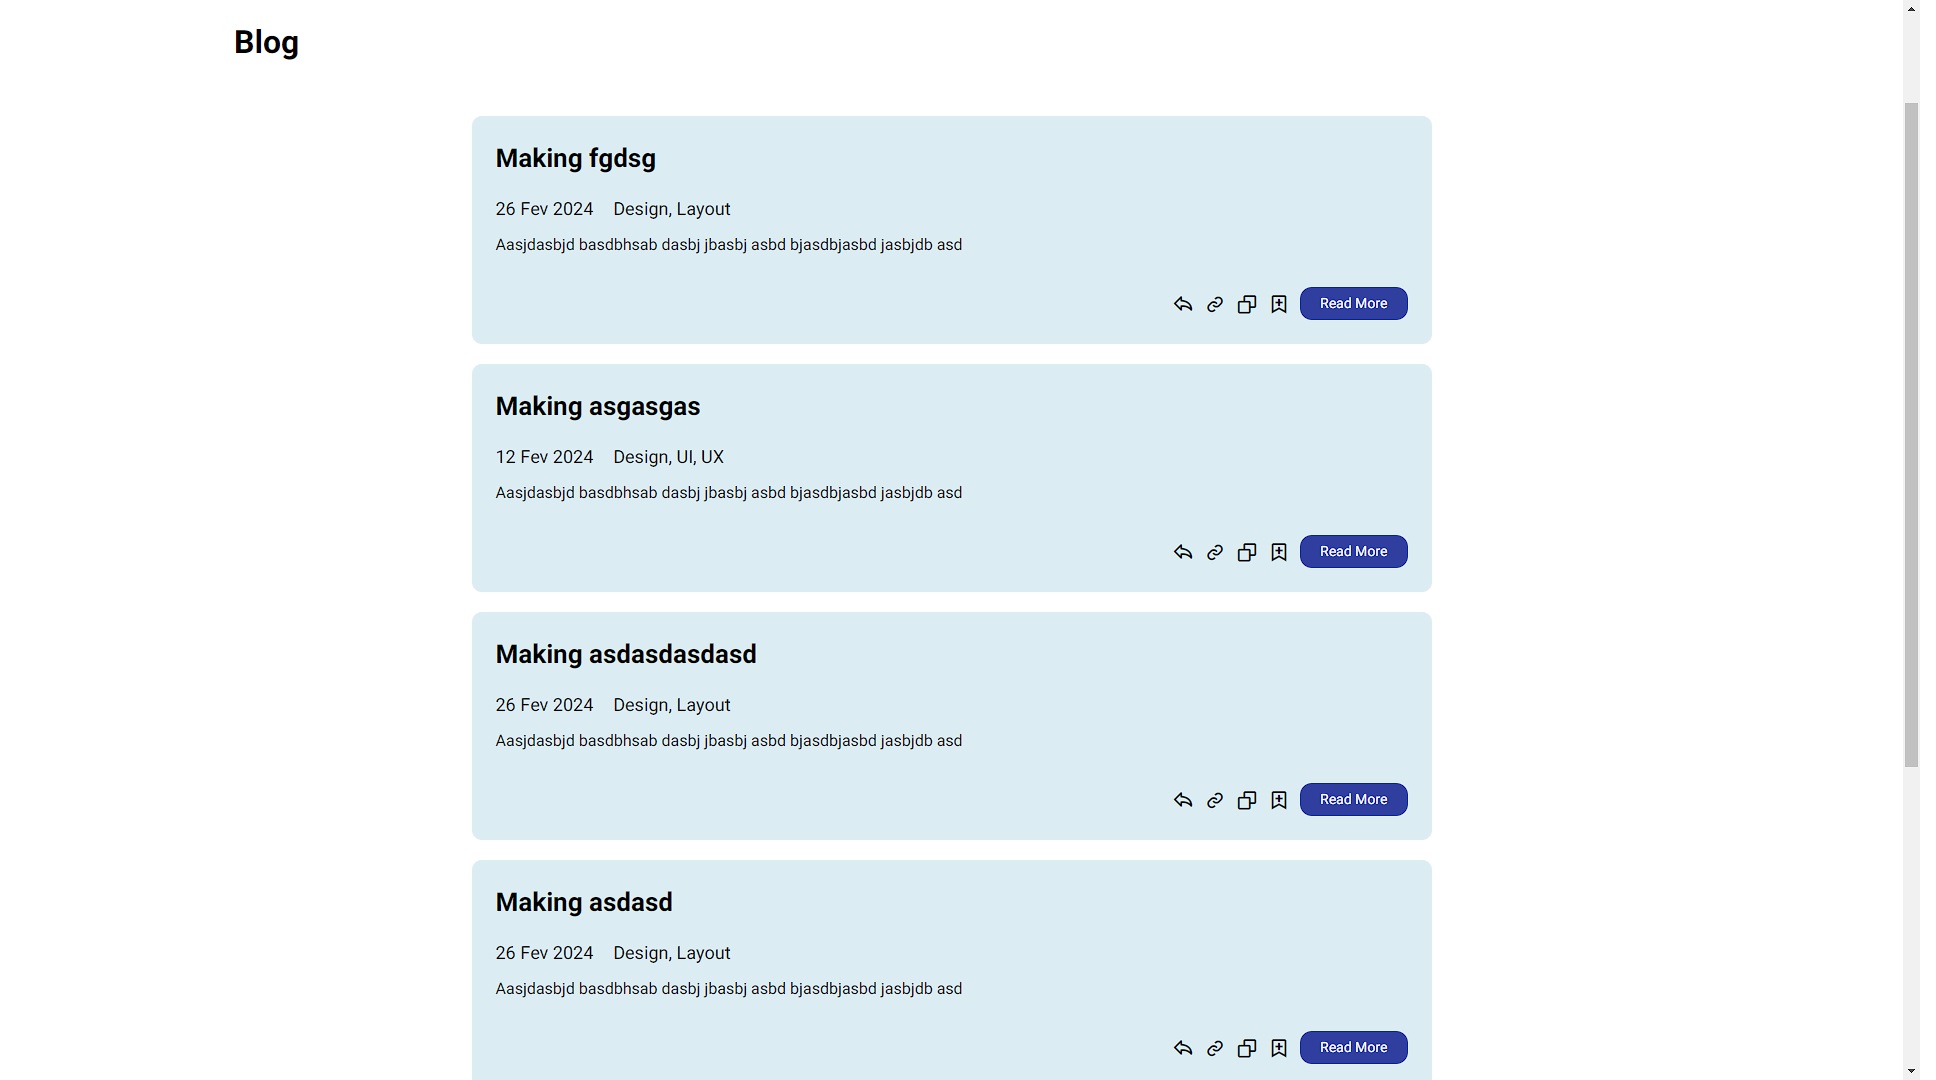 Blog
Making fgdsg
26 Fev 2024 Design, Layout
Aasjdasbjd basdbhsab dasbj jbasbj asbd bjasdbjasbd jasbjdb asd
Read More
Making asgasgas
12 Fev 2024 Design, UI, UX
Aasjdasbjd basdbhsab dasbj jbasbj asbd bjasdbjasbd jasbjdb asd
Read More
Making asdasdasdasd
26 Fev 2024 Design, Layout
Aasjdasbjd basdbhsab dasbj jbasbj asbd bjasdbjasbd jasbjdb asd
Read More
Making asdasd
26 Fev 2024 Design, Layout
Aasjdasbjd basdbhsab dasbj jbasbj asbd bjasdbjasbd jasbjdb asd
Read More